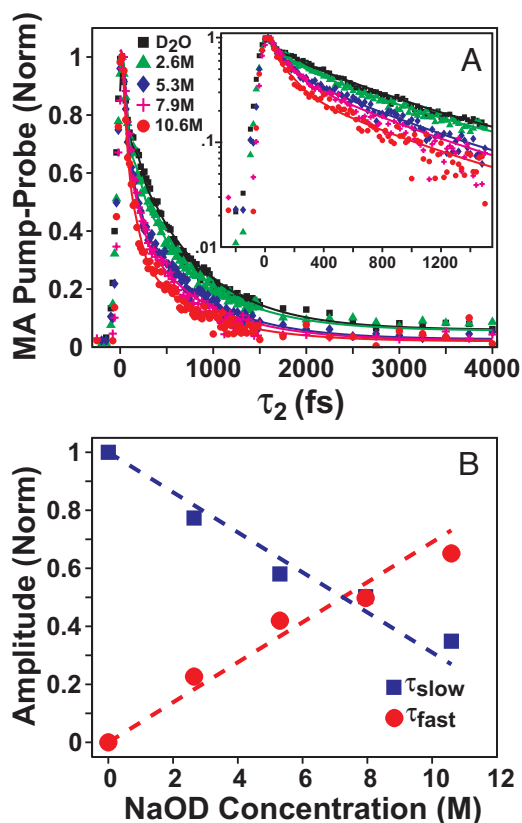 MA Pump-Probe (Norm)
1
0.8
0.6
0.4
0.2
0
D₂O
2.6M
5.3M
7.9M
10.6M
A
1
.1
.01
0 400 800 1200
0 1000 2000 3000 4000
τ₂ (fs)
B
Amplitude (Norm)
1
0.8
0.6
0.4
0.2
0
τslow
τfast
0 2 4 6 8 10 12
NaOD Concentration (M)